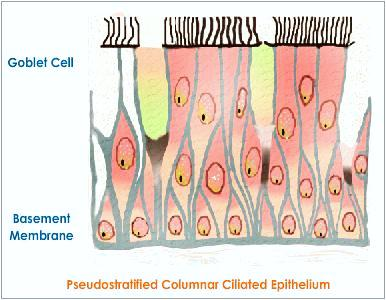 Goblet Cell
Basement
Membrane
Pseudostratified Columnar Ciliated Epithelium